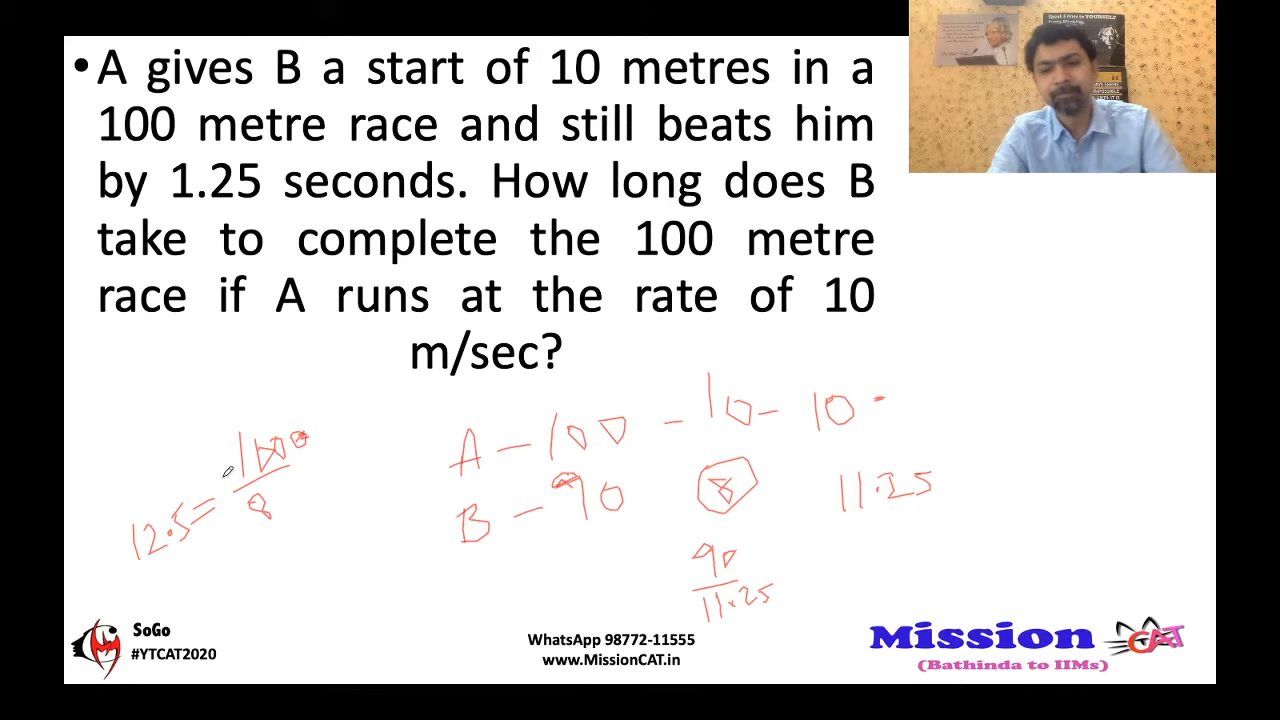 •A gives B a start of 10 metres in a
100 metre race and still beats him
by 1.25 seconds. How long does B
take to complete the 100 metre
race if A runs at the rate of 10
m/sec?
A - 100 - 10 - 10
B - 90 8 11.25
90
11.25
12.5 = 100
8
SoGo
#YTCAT2020
WhatsApp 98772-11555
www.MissionCAT.in
Mission CAT
(Bathinda to IIMs)